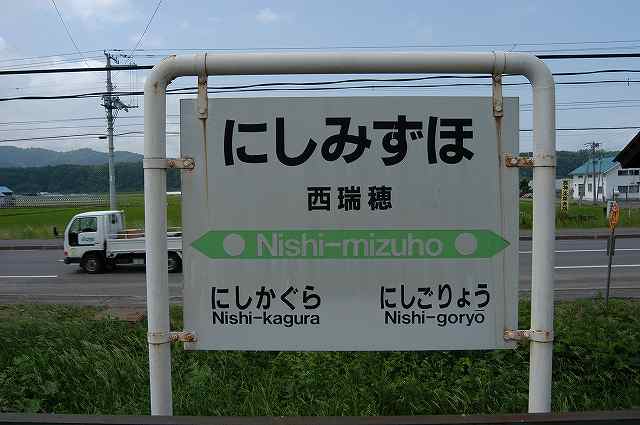 にしみずほ
西瑞穂
Nishi-mizuho
にしかぐら にしごりょう
Nishi-kagura Nishi-goryō